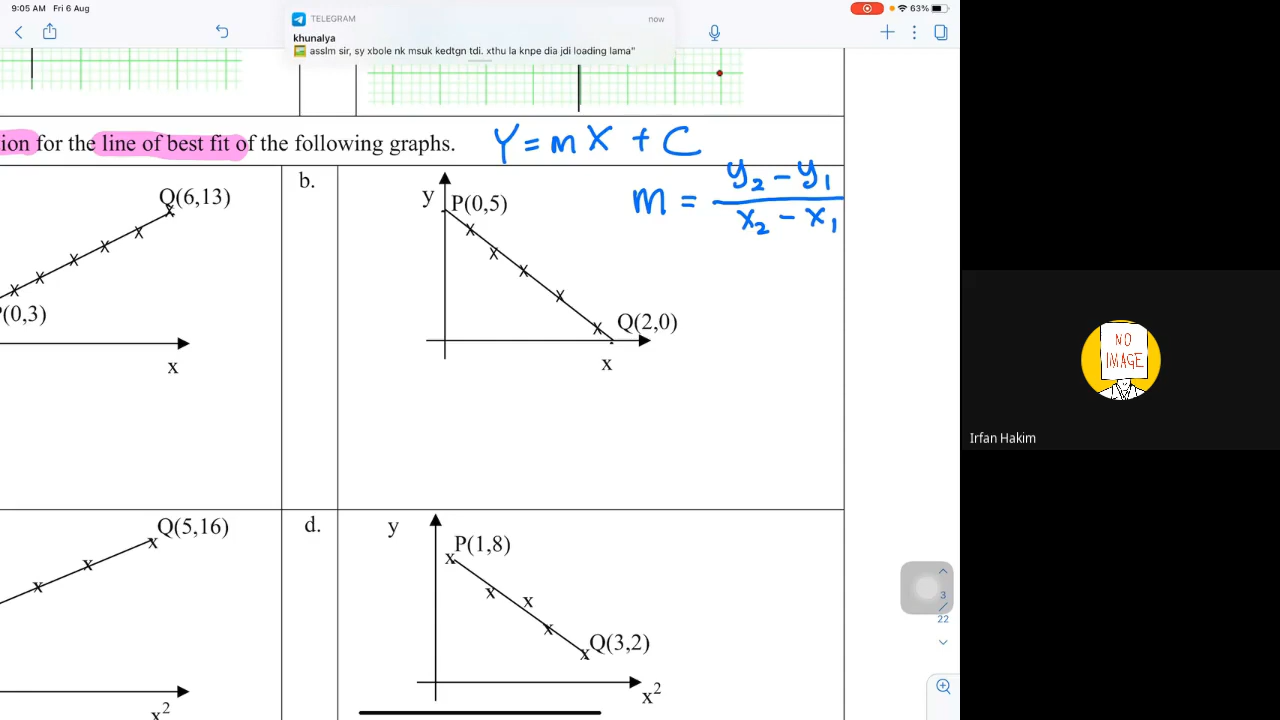 9:05 AM Fri 6 Aug
63%
TELEGRAM
now
khunalya
asslm sir, sy xbole nk msuk kedtgn tdi. xthu la knpe dia jdi loading lama"
ion for the line of best fit of the following graphs.
Y = m X + C
m = y2 - y1
x2 - x1
Q(6,13)
P(0,3)
x
b.
y
P(0,5)
Q(2,0)
x
Q(5,16)
x²
d.
y
P(1,8)
Q(3,2)
x²
3
/
22
NO
IMAGE
Irfan Hakim